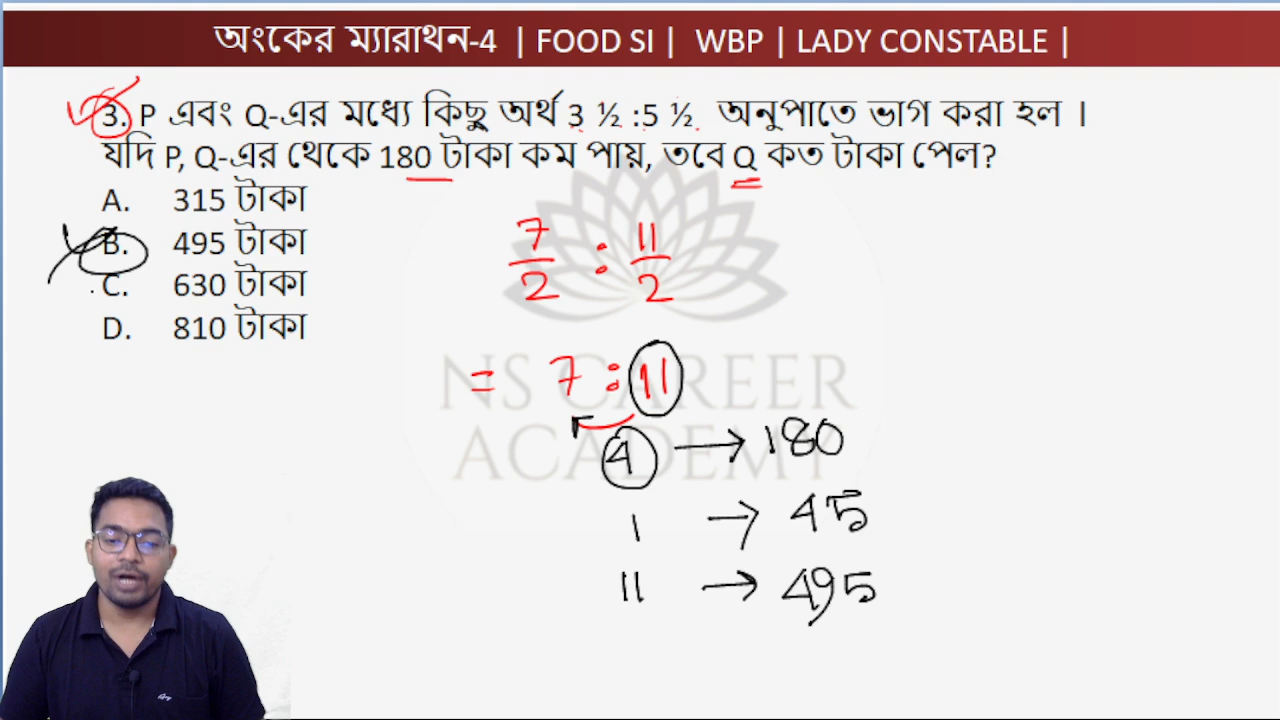 অংকের ম্যারাথন-4 | FOOD SI | WBP | LADY CONSTABLE |
3. P এবং Q-এর মধ্যে কিছু অর্থ 3 ½ :5 ½ অনুপাতে ভাগ করা হল ।
যদি P, Q-এর থেকে 180 টাকা কম পায়, তবে Q কত টাকা পেল?
A. 315 টাকা
B. 495 টাকা
C. 630 টাকা
D. 810 টাকা
7/2 : 11/2
= 7 : 11
4 → 180
1 → 45
11 → 495
NS CAREER
ACADEMY